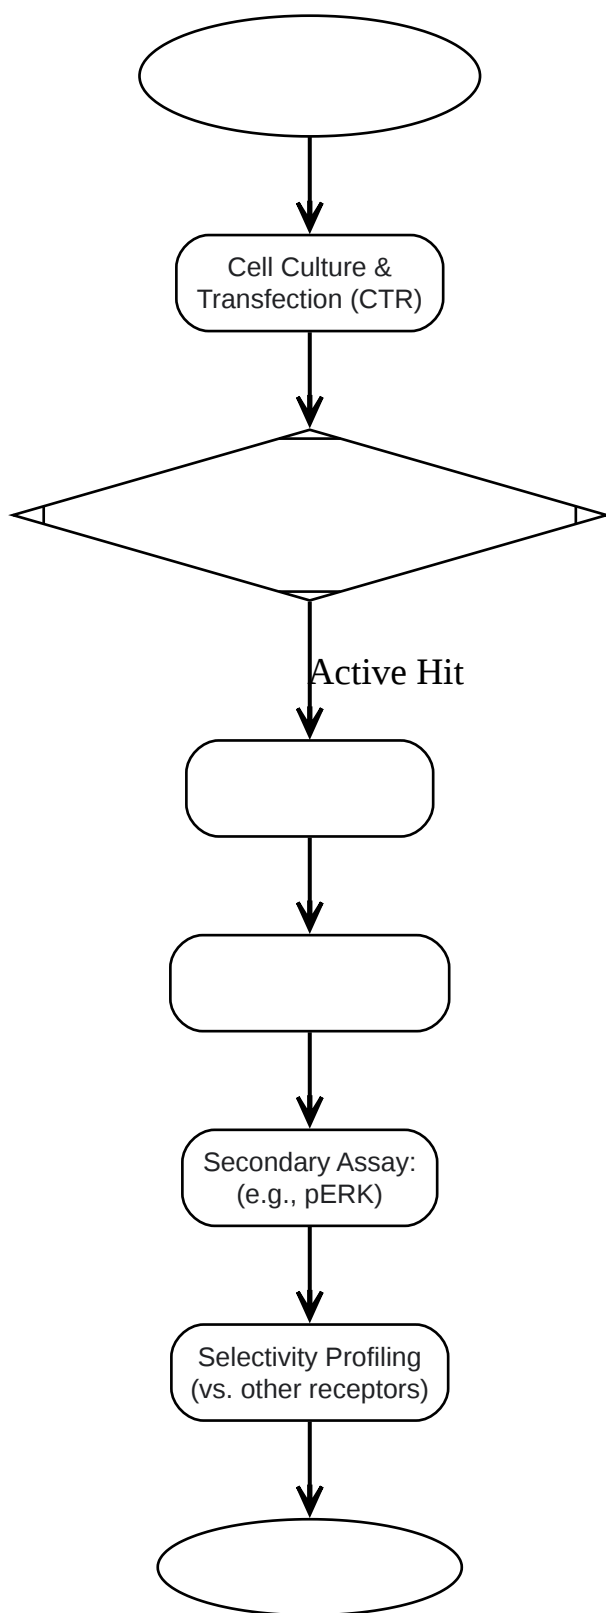 Cell Culture &
Transfection (CTR)
Active Hit
Secondary Assay:
(e.g., pERK)
Selectivity Profiling
(vs. other receptors)